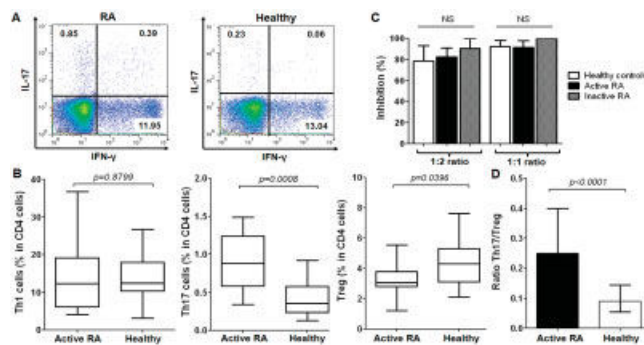 A
RA
Healthy
0.85
0.39
11.95
0.23
0.06
13.04
IL-17
IL-17
IFN-γ
IFN-γ
C
NS
NS
Inhibition (%)
100
80
60
40
20
0
1:2 ratio
1:1 ratio
Healthy control
Active RA
Inactive RA
B
p=0.8799
Th1 cells (% in CD4 cells)
40
30
20
10
0
Active RA
Healthy
p=0.0008
Th17 cells (% in CD4 cells)
2.0
1.5
1.0
0.5
0.0
Active RA
Healthy
p=0.0396
Treg (% in CD4 cells)
10
8
6
4
2
0
Active RA
Healthy
D
p<0.0001
Ratio Th17/Treg
0.5
0.4
0.3
0.2
0.1
0.0
Active RA
Healthy